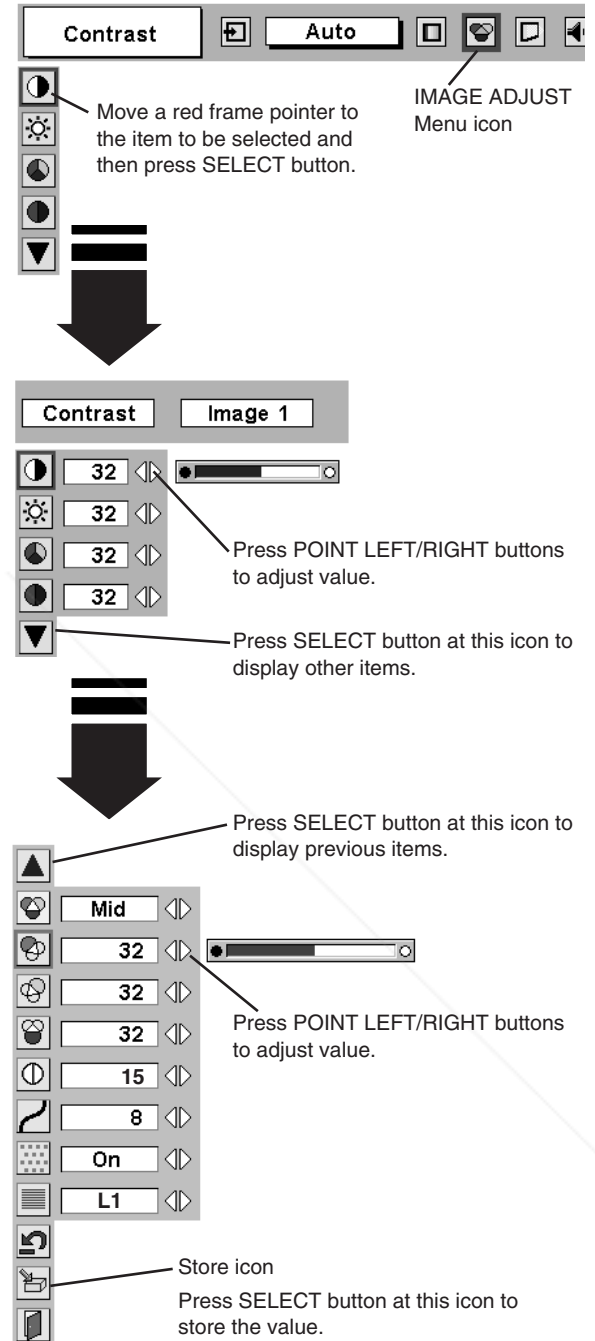 Contrast
Auto
Move a red frame pointer to
the item to be selected and
then press SELECT button.
IMAGE ADJUST
Menu icon
Contrast
Image 1
32
32
32
32
Press POINT LEFT/RIGHT buttons
to adjust value.
Press SELECT button at this icon to
display other items.
Press SELECT button at this icon to
display previous items.
Mid
32
32
32
Press POINT LEFT/RIGHT buttons
to adjust value.
15
8
On
L1
Store icon
Press SELECT button at this icon to
store the value.